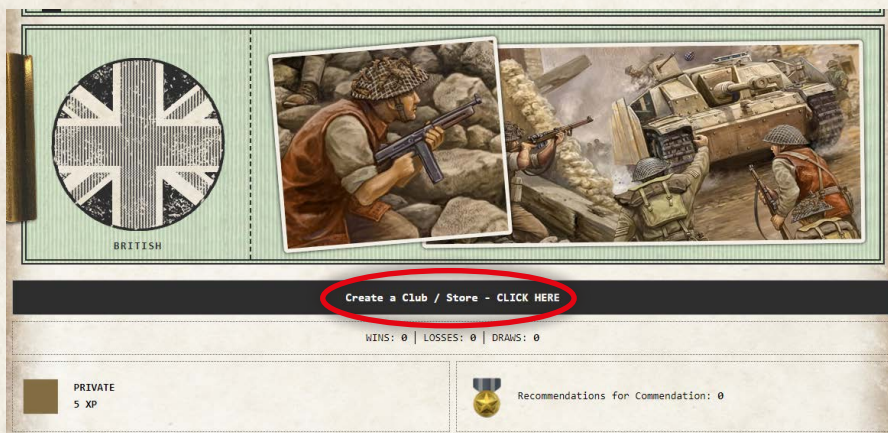 BRITISH
Create a Club / Store - CLICK HERE
WINS: 0 | LOSSES: 0 | DRAWS: 0
PRIVATE
5 XP
Recommendations for Commendation: 0